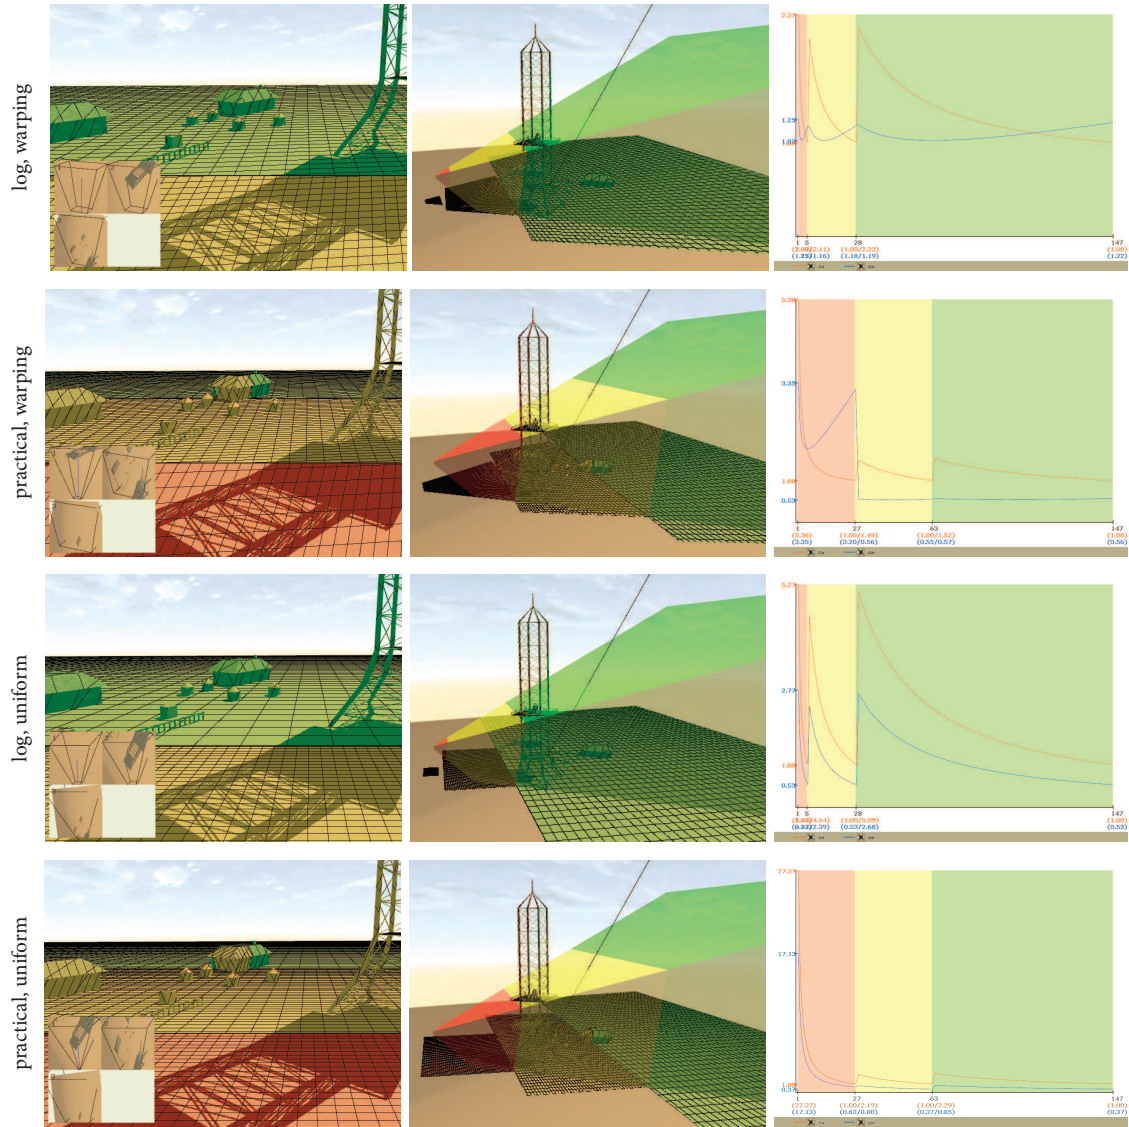 log, warping
2.37
1.25
1 5 28 147
(1.00/2.23) (1.00)
(1.18/1.19) (1.22)
practical, warping
5.36
3.35
1.00
0.53
1 27 63 147
(5.36) (1.00/1.49) (1.00/1.52) (1.00)
(3.35) (3.20/0.56) (0.55/0.57) (0.56)
log, uniform
5.27
2.77
1.00
0.53
1 5 28 147
(1.00/5.09) (1.00)
(0.53/2.68) (0.53)
practical, uniform
27.37
17.13
1.00
0.37
1 27 63 147
(27.37) (1.00/2.19) (1.00/2.29) (1.00)
(17.13) (0.63/0.80) (0.37/0.85) (0.37)